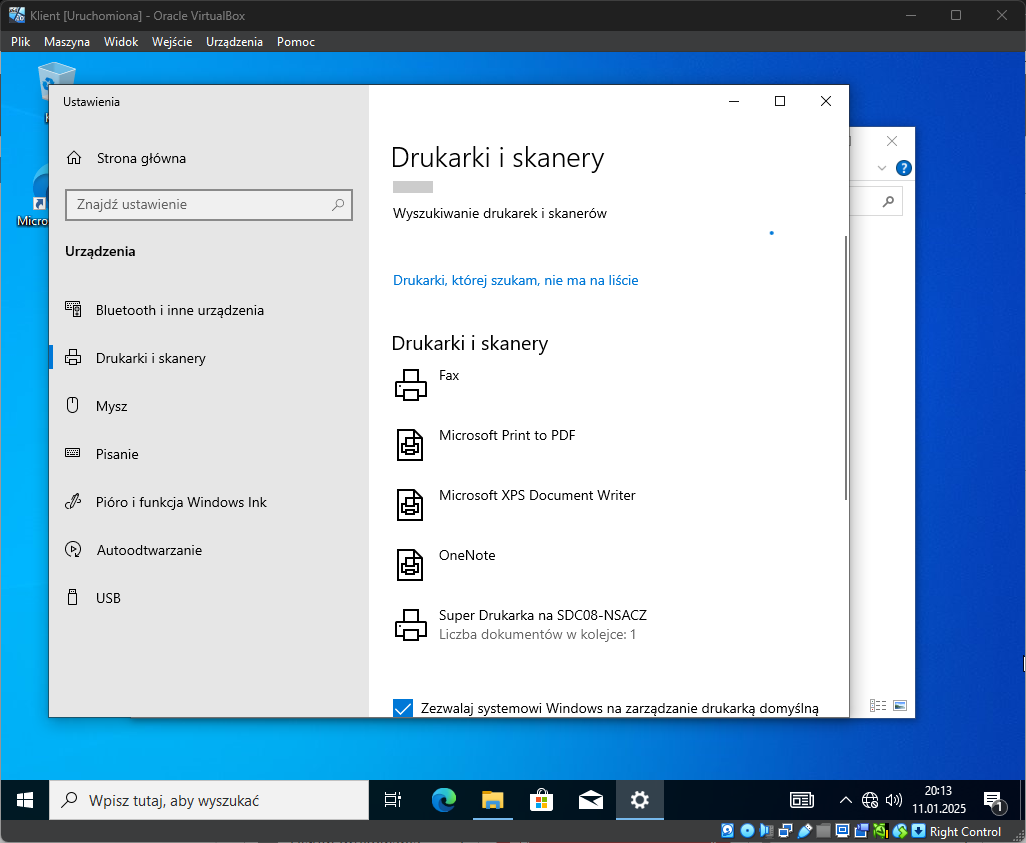 Klient [Uruchomiona] - Oracle VirtualBox
Plik Maszyna Widok Wejście Urządzenia Pomoc
Ustawienia
Strona główna
Znajdź ustawienie
Urządzenia
Bluetooth i inne urządzenia
Drukarki i skanery
Mysz
Pisanie
Pióro i funkcja Windows Ink
Autoodtwarzanie
USB
Drukarki i skanery
Wyszukiwanie drukarek i skanerów
Drukarki, której szukam, nie ma na liście
Drukarki i skanery
Fax
Microsoft Print to PDF
Microsoft XPS Document Writer
OneNote
Super Drukarka na SDC08-NSACZ
Liczba dokumentów w kolejce: 1
Zezwalaj systemowi Windows na zarządzanie drukarką domyślną
Micro
?
Wpisz tutaj, aby wyszukać
20:13
11.01.2025
1
Right Control